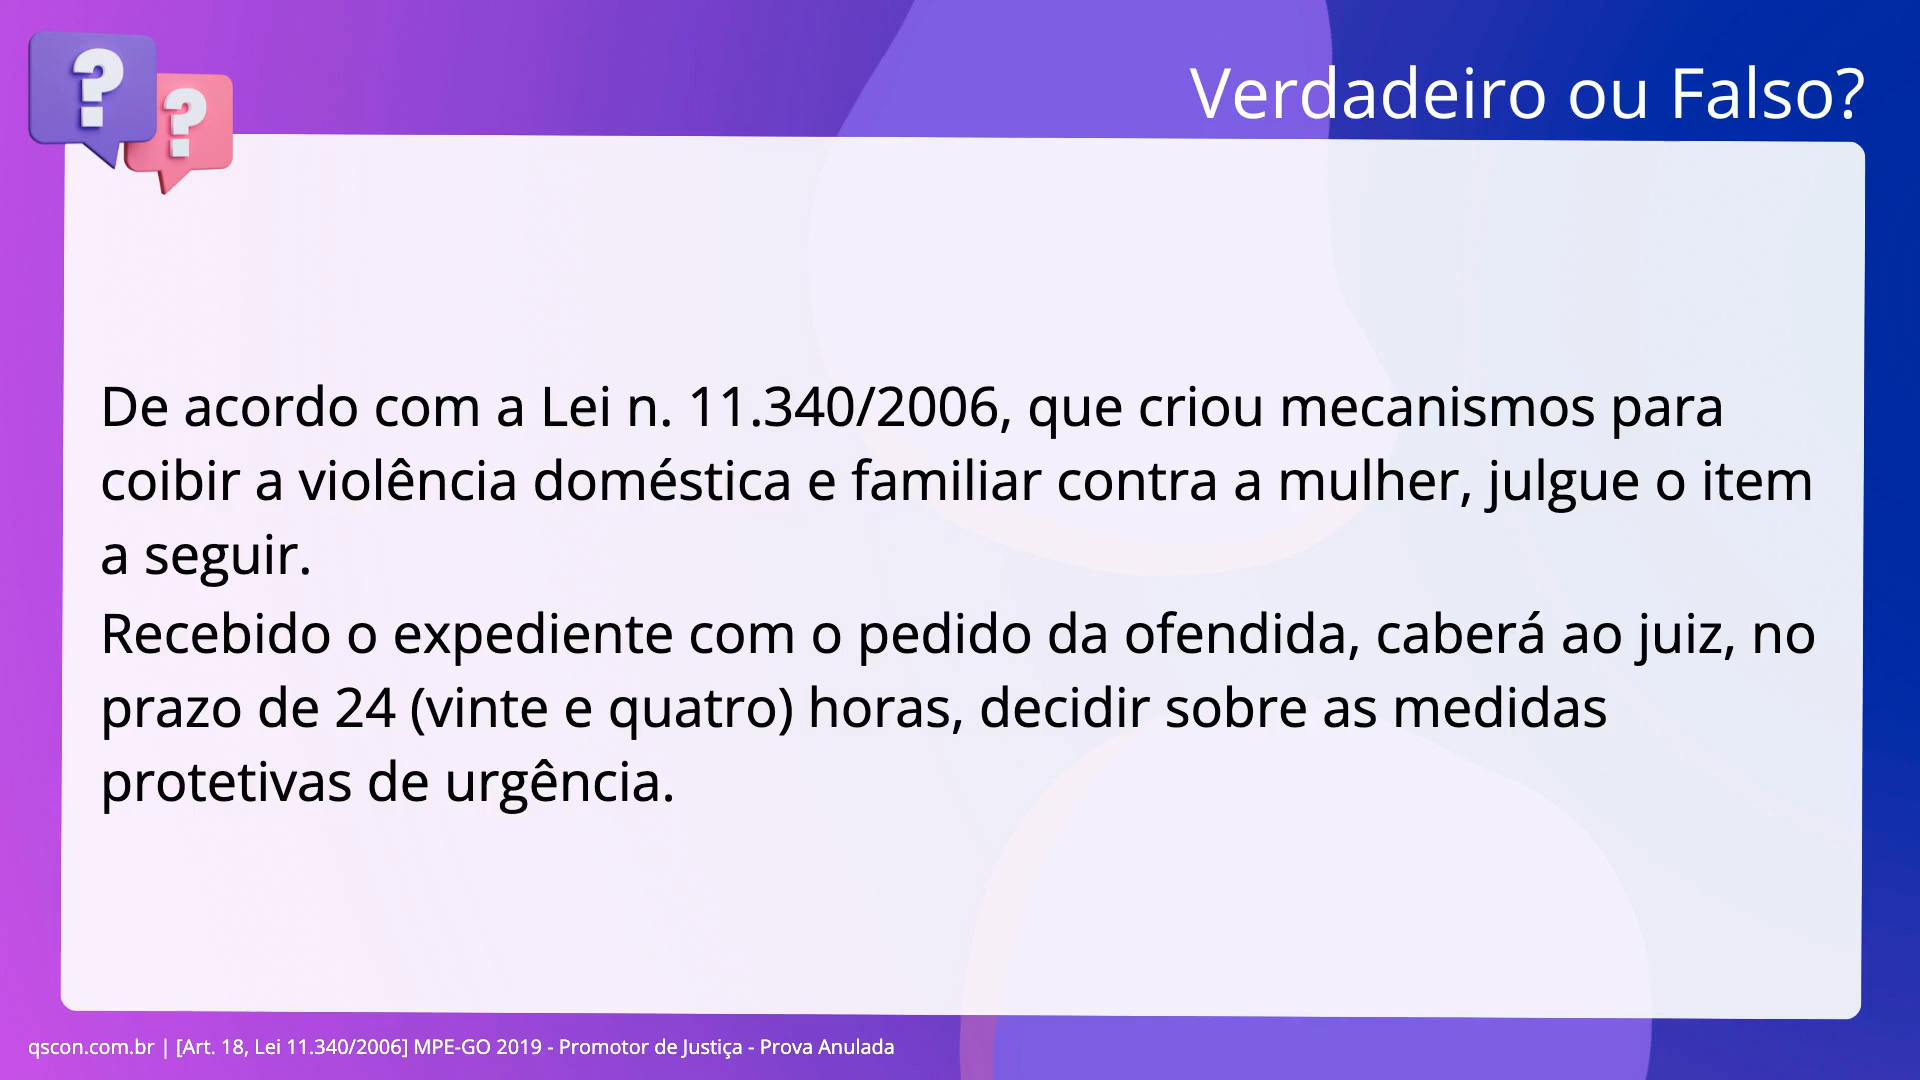 ? ?
Verdadeiro ou Falso?
De acordo com a Lei n. 11.340/2006, que criou mecanismos para
coibir a violência doméstica e familiar contra a mulher, julgue o item
a seguir.
Recebido o expediente com o pedido da ofendida, caberá ao juiz, no
prazo de 24 (vinte e quatro) horas, decidir sobre as medidas
protetivas de urgência.
qscon.com.br | [Art. 18, Lei 11.340/2006] MPE-GO 2019 - Promotor de Justiça - Prova Anulada